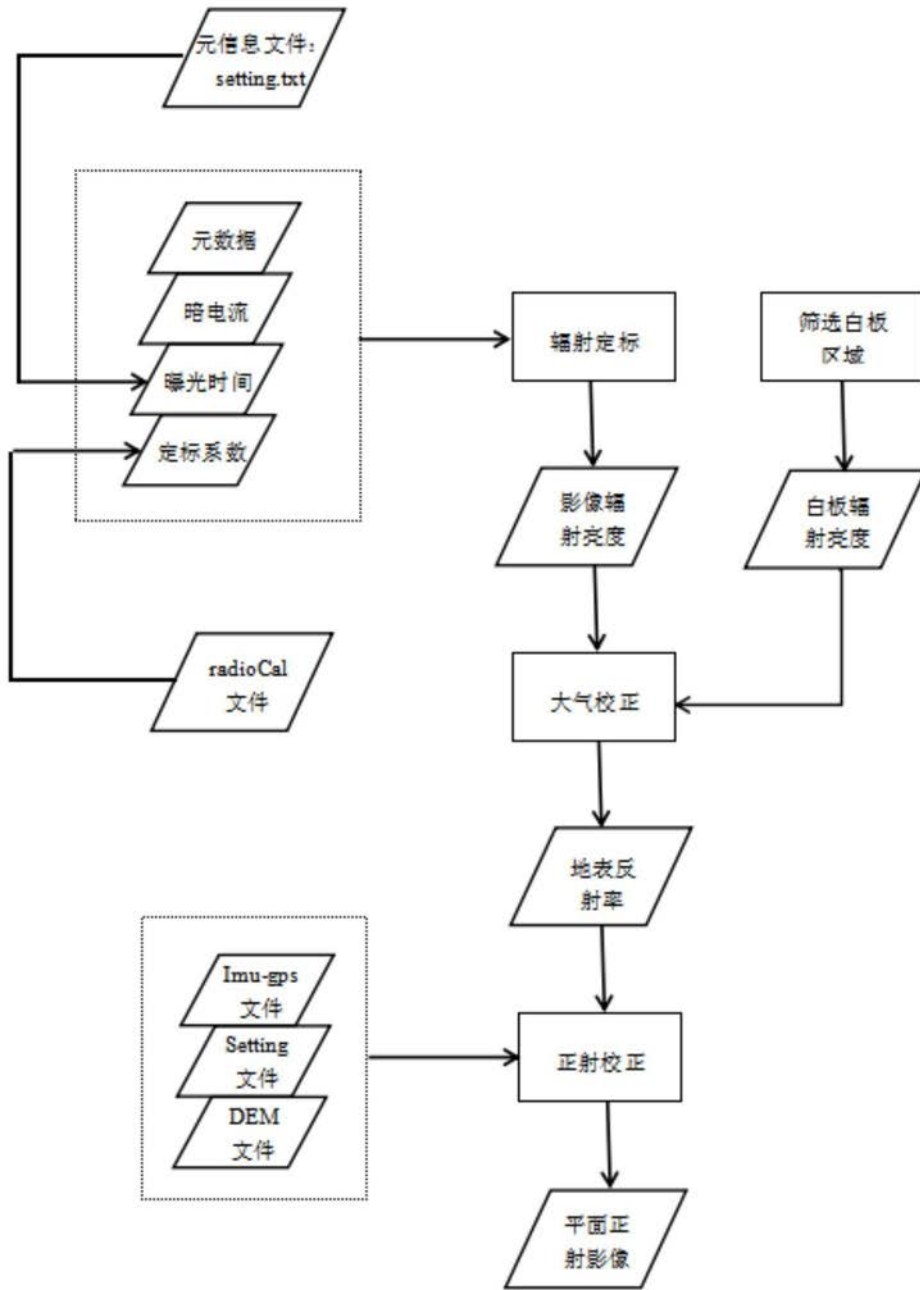 元信息文件：
setting.txt
元数据
暗电流
曝光时间
定标系数
radioCal
文件
辐射定标
筛选白板
区域
影像辐
射亮度
白板辐
射亮度
大气校正
地表反
射率
Imu-gps
文件
Setting
文件
DEM
文件
正射校正
平面正
射影像